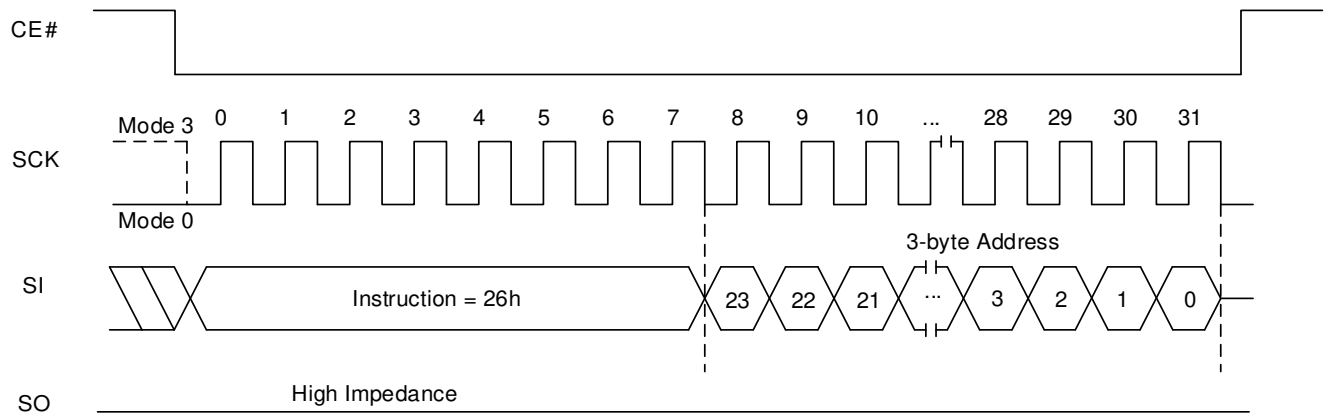 CE#
Mode 3
0 1 2 3 4 5 6 7 8 9 10 ... 28 29 30 31
SCK
Mode 0
3-byte Address
SI
Instruction = 26h
23 22 21 ... 3 2 1 0
High Impedance
SO